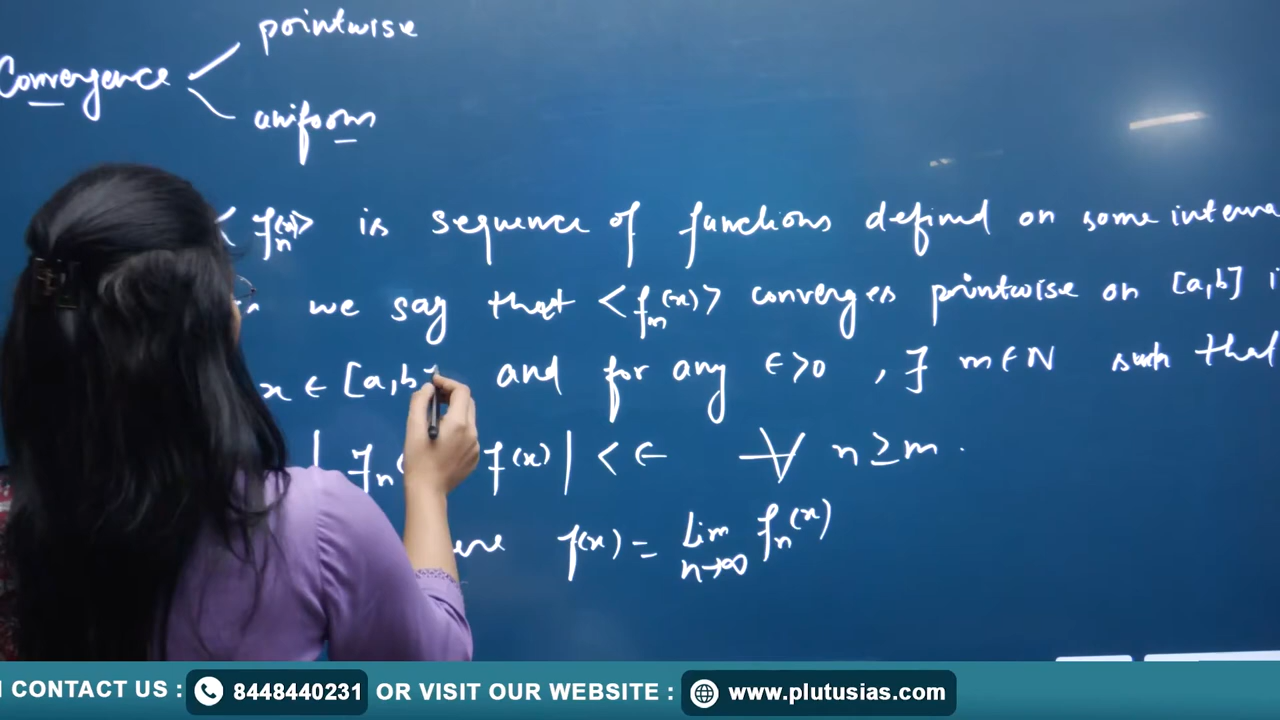 pointwise
Convergence
uniform
< fn(x) > is sequence of functions defined on some interva
we say that < fn(x) > converges pointwise on [a,b] i
x ∈ [a,b] and for any ∈>0 , ∃ m∈N such that
| fn( f(x) | < ∈ ∀ n≥m.
ere f(x) = Lim n→∞ fn(x)
N CONTACT US : 8448440231 OR VISIT OUR WEBSITE : www.plutusias.com